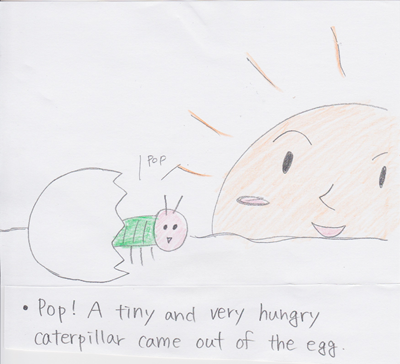 POP
• Pop! A tiny and very hungry
caterpillar came out of the egg.